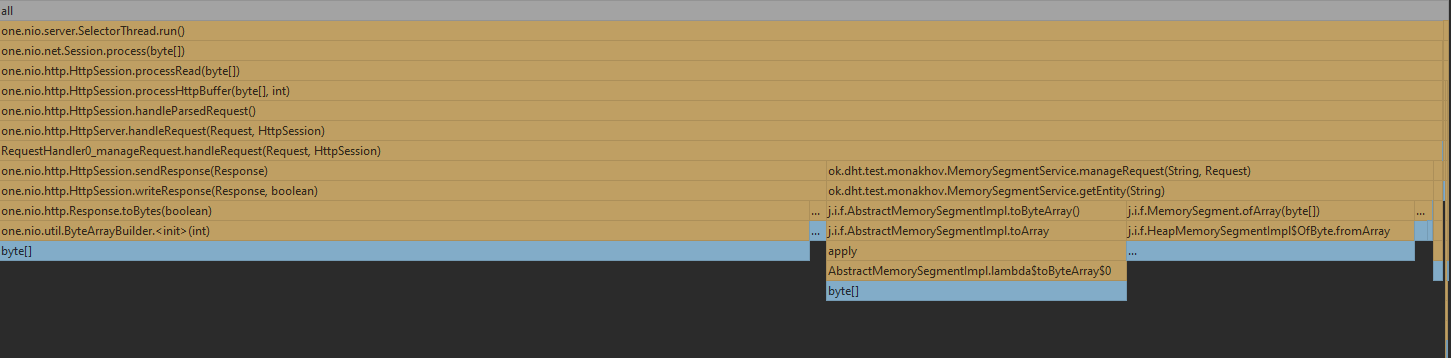 all
one.nio.server.SelectorThread.run()
one.nio.net.Session.process(byte[])
one.nio.http.HttpSession.processRead(byte[])
one.nio.http.HttpSession.processHttpBuffer(byte[], int)
one.nio.http.HttpSession.handleParsedRequest()
one.nio.http.HttpServer.handleRequest(Request, HttpSession)
RequestHandler0_manageRequest.handleRequest(Request, HttpSession)
one.nio.http.HttpSession.sendResponse(Response) ok.dht.test.monakhov.MemorySegmentService.manageRequest(String, Request)
one.nio.http.HttpSession.writeResponse(Response, boolean) ok.dht.test.monakhov.MemorySegmentService.getEntity(String)
one.nio.http.Response.toBytes(boolean) ... j.i.f.AbstractMemorySegmentImpl.toByteArray() j.i.f.MemorySegment.ofArray(byte[]) ...
one.nio.util.ByteArrayBuilder.<init>(int) ... j.i.f.AbstractMemorySegmentImpl.toArray j.i.f.HeapMemorySegmentImpl$OfByte.fromArray
byte[] apply ...
AbstractMemorySegmentImpl.lambda$toByteArray$0
byte[]